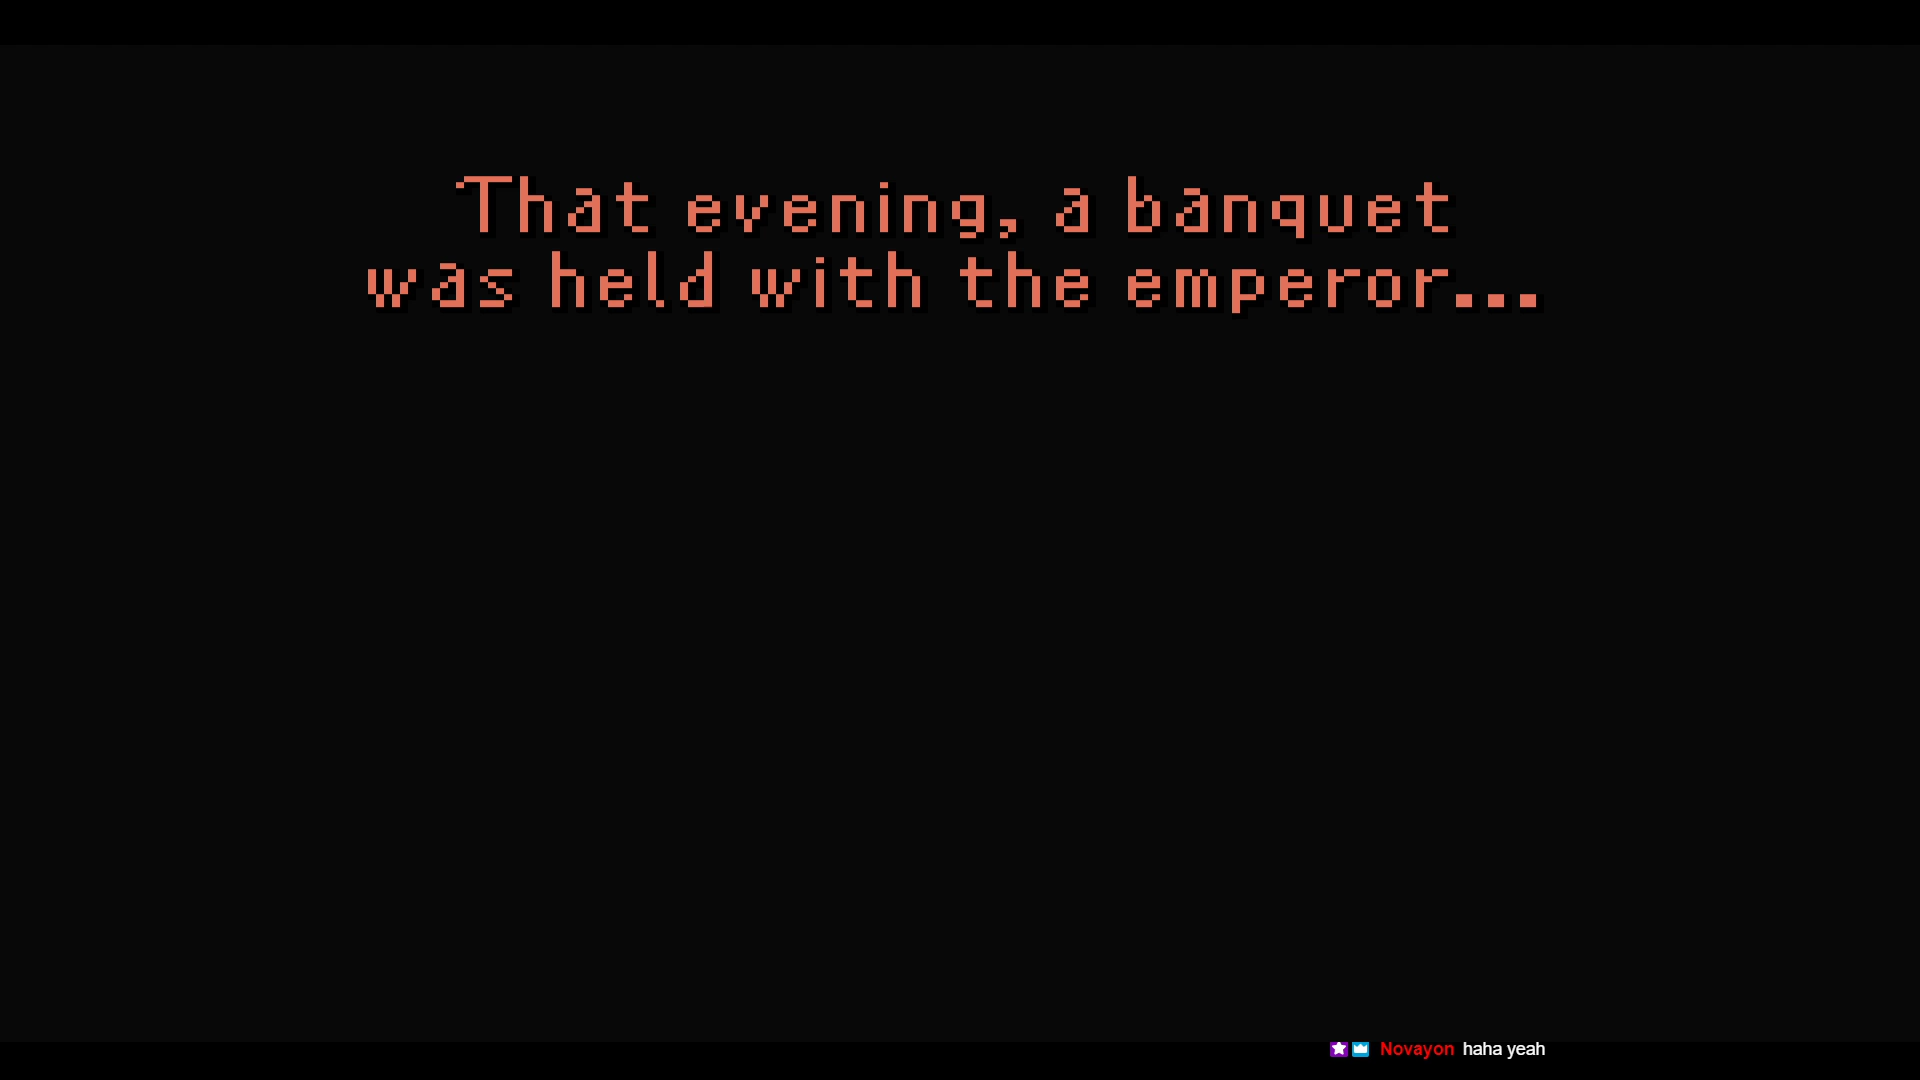 That evening, a banquet
was held with the emperor...
Novayon haha yeah